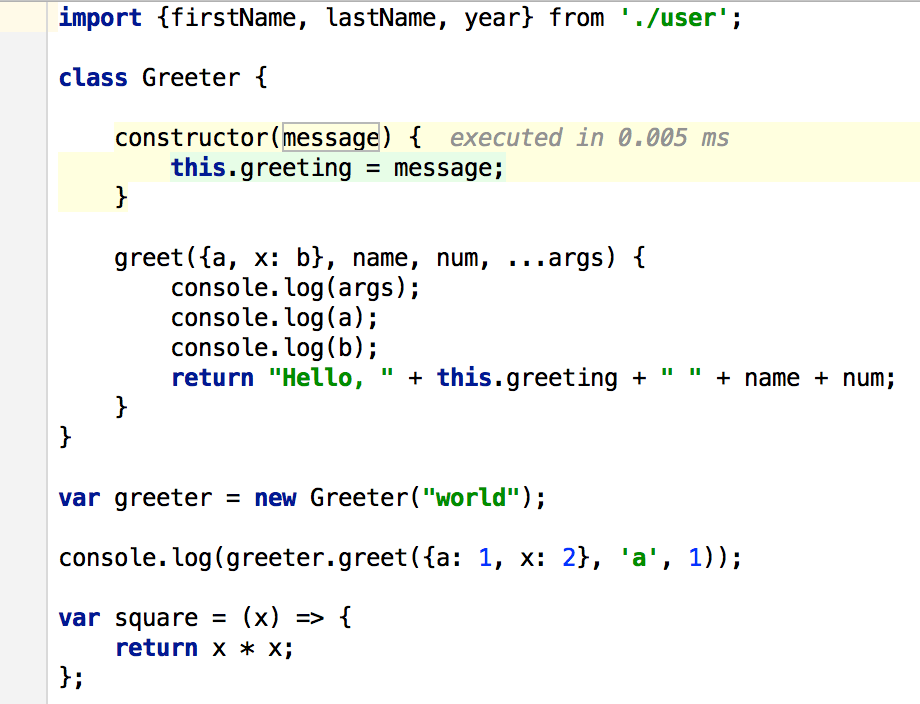 import {firstName, lastName, year} from './user';
class Greeter {
constructor(message) { executed in 0.005 ms
this.greeting = message;
}
greet({a, x: b}, name, num, ...args) {
console.log(args);
console.log(a);
console.log(b);
return "Hello, " + this.greeting + " " + name + num;
}
}
var greeter = new Greeter("world");
console.log(greeter.greet({a: 1, x: 2}, 'a', 1));
var square = (x) => {
return x * x;
};